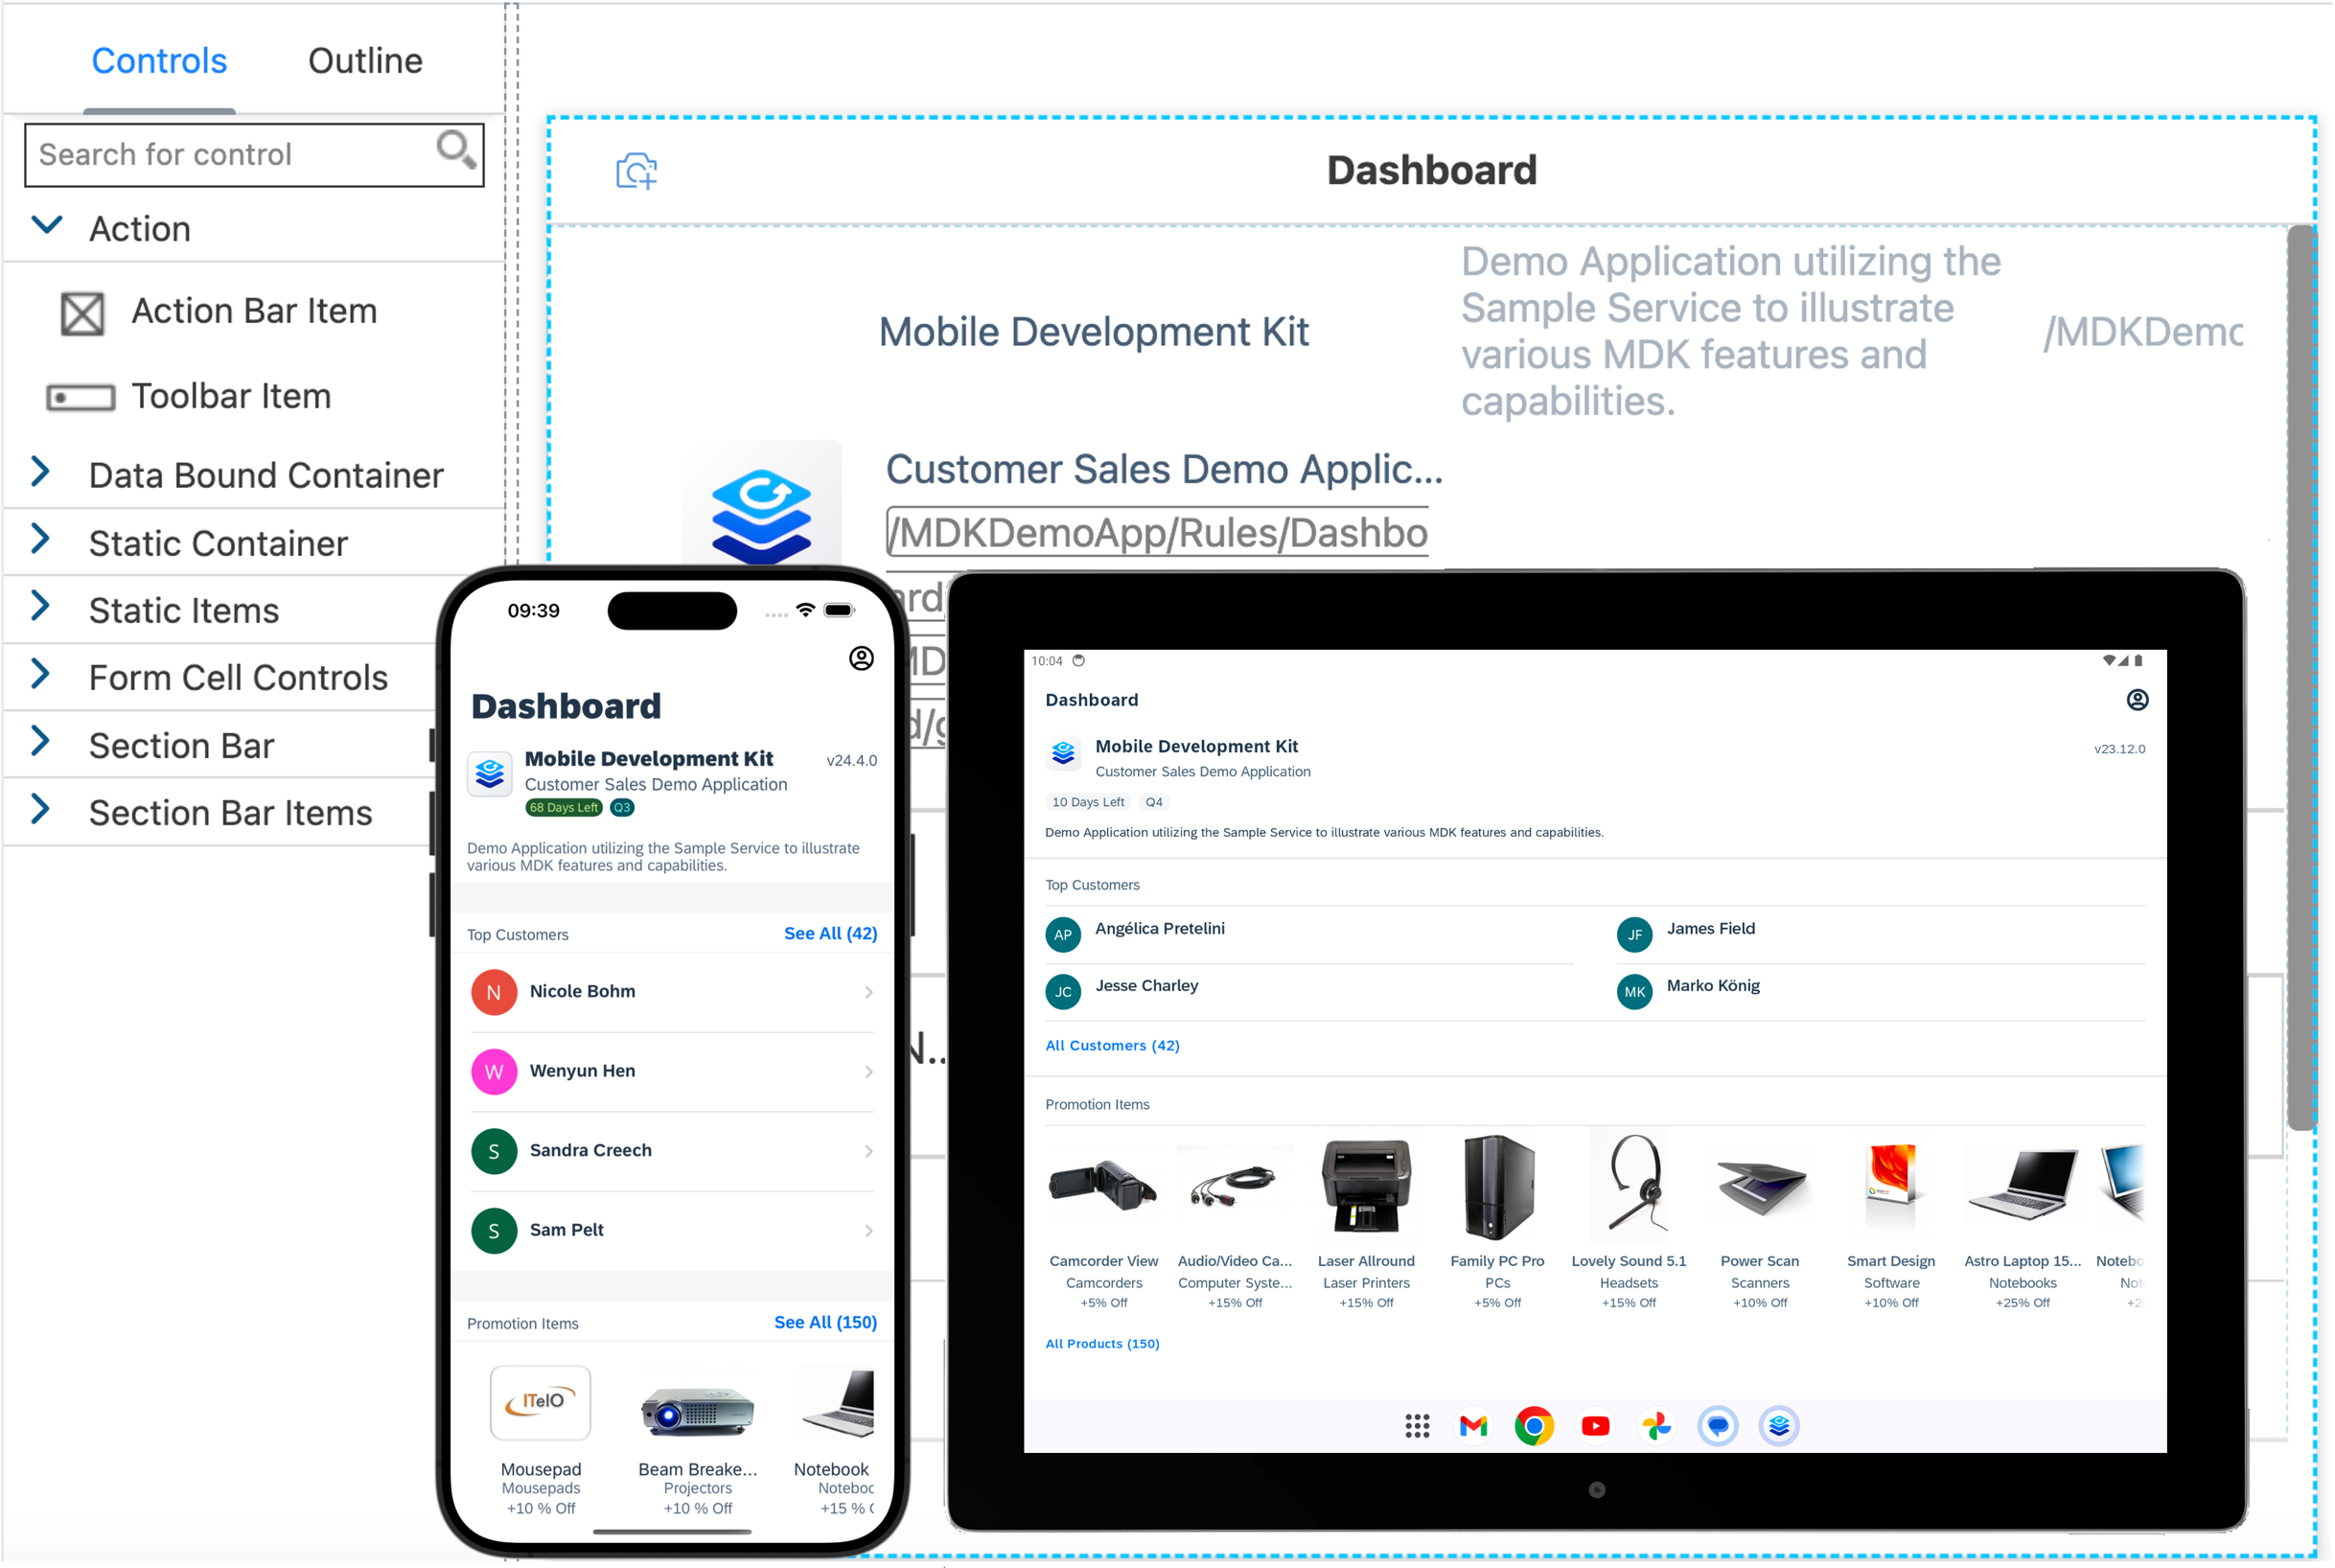 Controls
Outline
Search for control
Action
Action Bar Item
Toolbar Item
Data Bound Container
Static Container
Static Items
Form Cell Controls
Section Bar
Section Bar Items
Dashboard
Mobile Development Kit
Demo Application utilizing the
Sample Service to illustrate
various MDK features and
capabilities.
/MDKDemo
Customer Sales Demo Applic...
/MDKDemoApp/Rules/Dashbo
ard
MD
d/g
N...
09:39
Dashboard
Mobile Development Kit
v24.4.0
Customer Sales Demo Application
68 Days Left
Q3
Demo Application utilizing the Sample Service to illustrate
various MDK features and capabilities.
Top Customers
See All (42)
N
Nicole Bohm
W
Wenyun Hen
S
Sandra Creech
S
Sam Pelt
Promotion Items
See All (150)
ITelO
Mousepad
Mousepads
+10 % Off
Beam Breake...
Projectors
+10 % Off
Notebook
Noteboo
+15 %
10:04
Dashboard
Mobile Development Kit
v23.12.0
Customer Sales Demo Application
10 Days Left
Q4
Demo Application utilizing the Sample Service to illustrate various MDK features and capabilities.
Top Customers
AP
Angélica Pretelini
JF
James Field
JC
Jesse Charley
MK
Marko König
All Customers (42)
Promotion Items
Camcorder View
Camcorders
+5% Off
Audio/Video Ca...
Computer Syste...
+15% Off
Laser Allround
Laser Printers
+15% Off
Family PC Pro
PCs
+5% Off
Lovely Sound 5.1
Headsets
+15% Off
Power Scan
Scanners
+10% Off
Smart Design
Software
+10% Off
Astro Laptop 15...
Notebooks
+25% Off
Notebo
Not
+2
All Products (150)